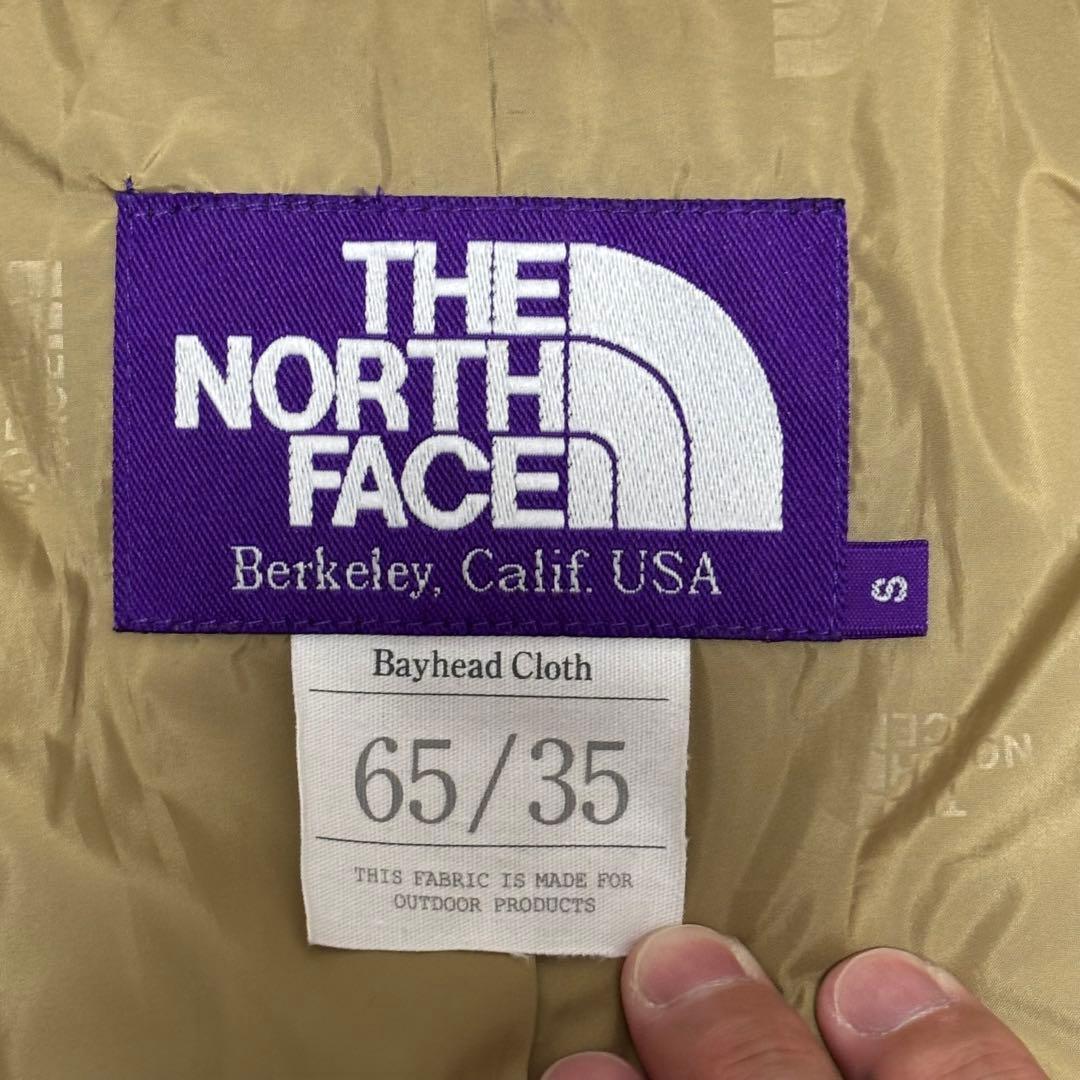 THE
NORTH
FACE
Berkeley, Calif. USA
S
Bayhead Cloth
65/35
THIS FABRIC IS MADE FOR
OUTDOOR PRODUCTS